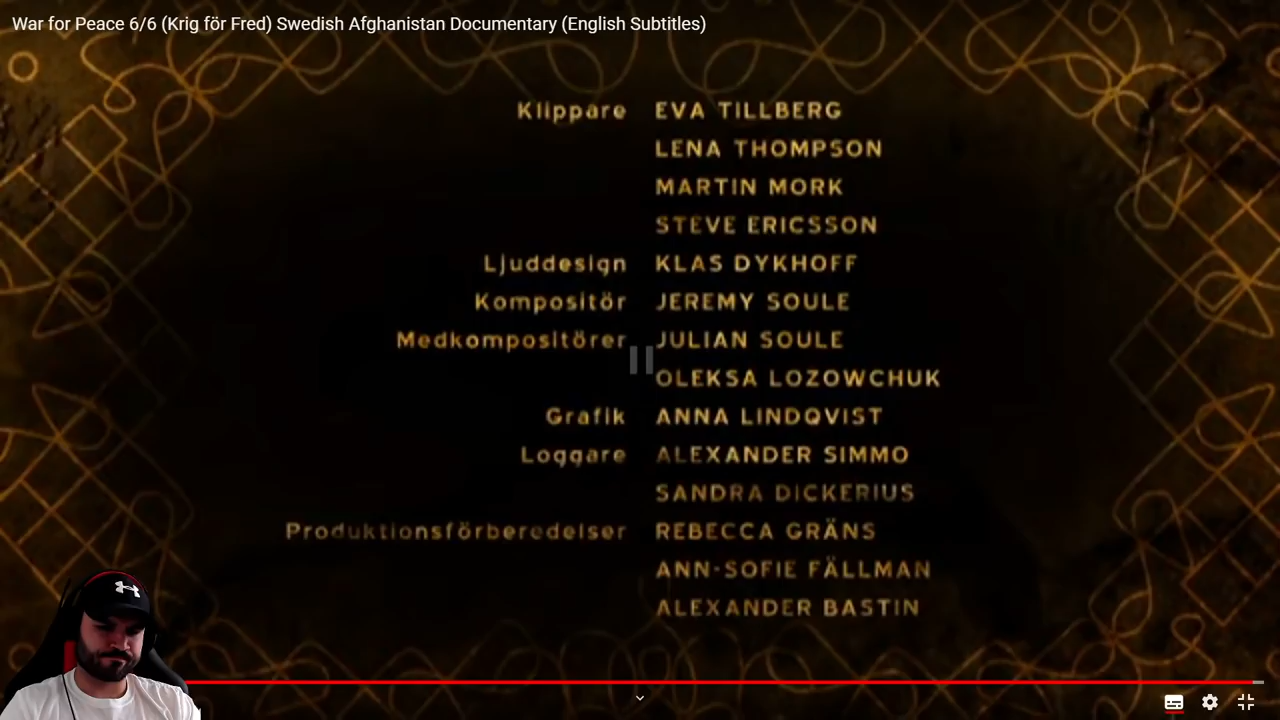 War for Peace 6/6 (Krig för Fred) Swedish Afghanistan Documentary (English Subtitles)
Klippare EVA TILLBERG
LENA THOMPSON
MARTIN MORK
STEVE ERICSSON
Ljuddesign KLAS DYKHOFF
Kompositör JEREMY SOULE
Medkompositörer JULIAN SOULE
OLEKSA LOZOWCHUK
Grafik ANNA LINDQVIST
Loggare ALEXANDER SIMMO
SANDRA DICKERIUS
Produktionsförberedelser REBECCA GRÄNS
ANN-SOFIE FÄLLMAN
ALEXANDER BASTIN